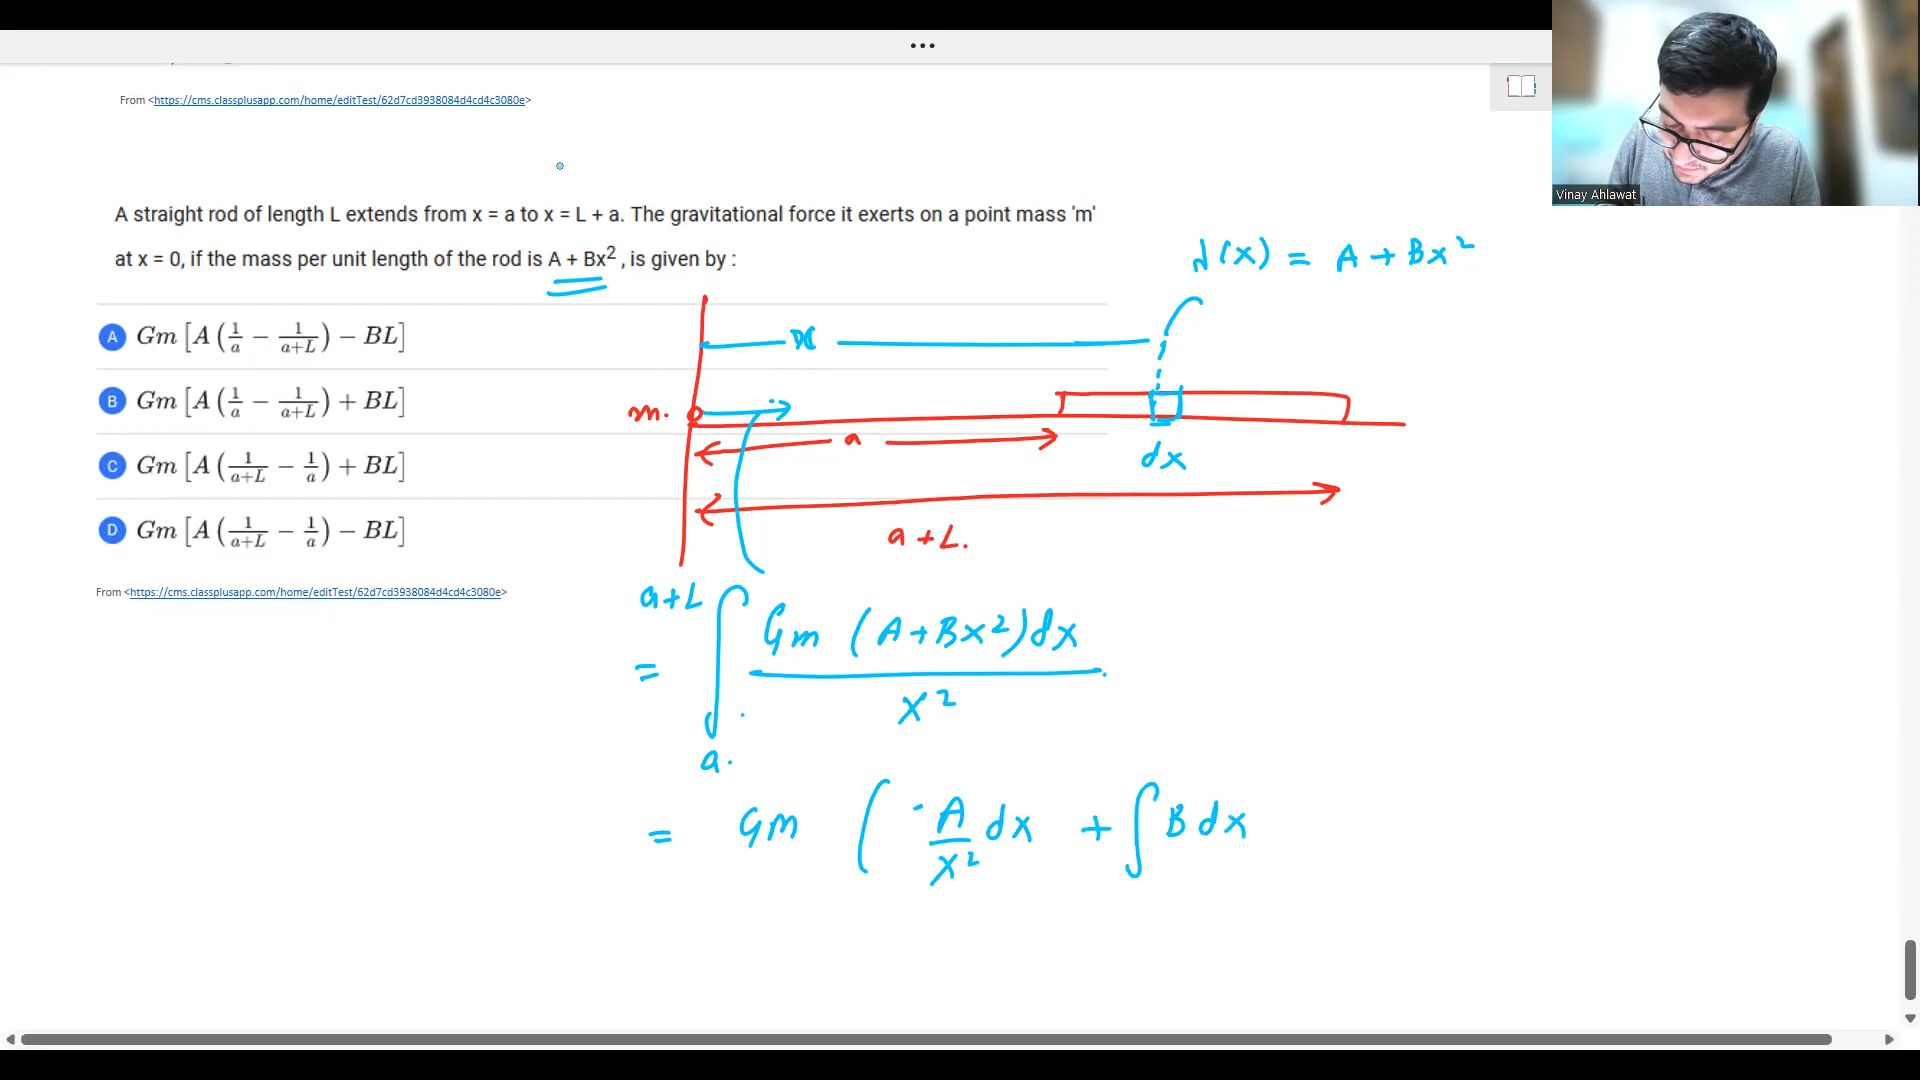 •••
From <https://cms.classplusapp.com/home/editTest/62d7cd3938084d4cd4c3080e>
Vinay Ahlawat
A straight rod of length L extends from x = a to x = L + a. The gravitational force it exerts on a point mass 'm'
at x = 0, if the mass per unit length of the rod is A + Bx², is given by :
λ(x) = A + Bx²
A Gm [A (1/a − 1/(a+L)) − BL]
B Gm [A (1/a − 1/(a+L)) + BL]
C Gm [A (1/(a+L) − 1/a) + BL]
D Gm [A (1/(a+L) − 1/a) − BL]
x
m.
a
dx
a + L.
From <https://cms.classplusapp.com/home/editTest/62d7cd3938084d4cd4c3080e>
= ∫ₐ.^(a+L) Gm (A+Bx²)dx / x²
= Gm ∫ A/x² dx + ∫ B dx